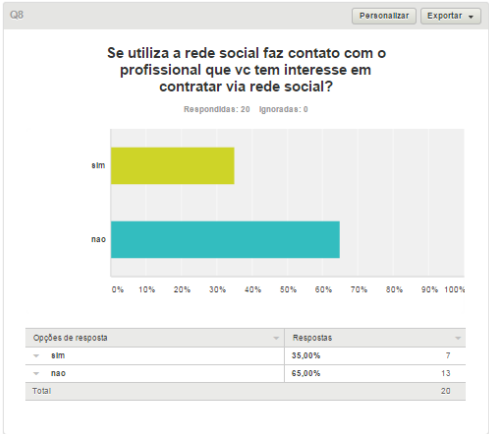 Q8
Personalizar Exportar
Se utiliza a rede social faz contato com o
profissional que vc tem interesse em
contratar via rede social?
Respondidas: 20 Ignoradas: 0
sim
nao
0% 10% 20% 30% 40% 50% 60% 70% 80% 90% 100%
Opções de resposta Respostas
sim 35,00% 7
nao 65,00% 13
Total 20